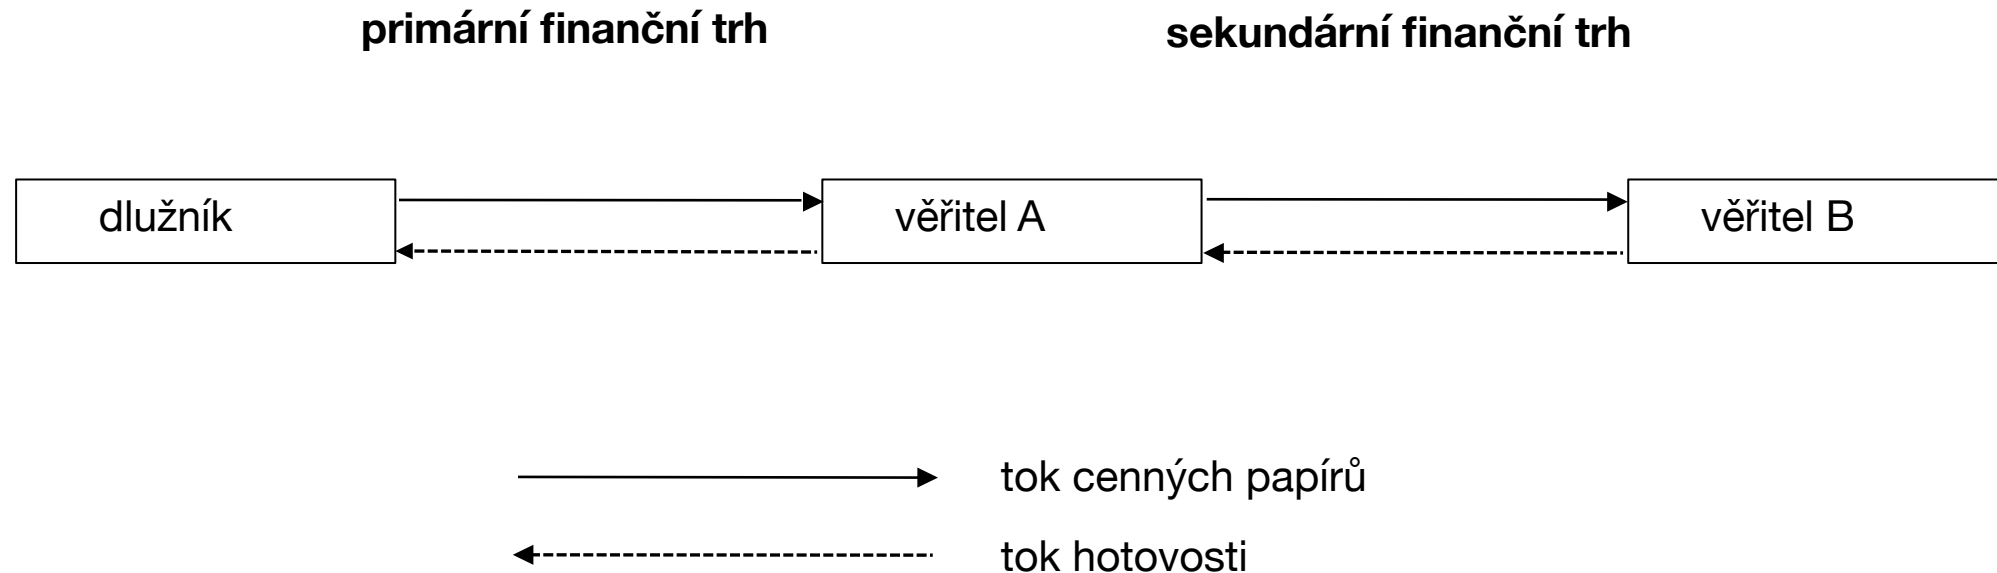 primární finanční trh
sekundární finanční trh
dlužník
věřitel A
věřitel B
tok cenných papírů
tok hotovosti